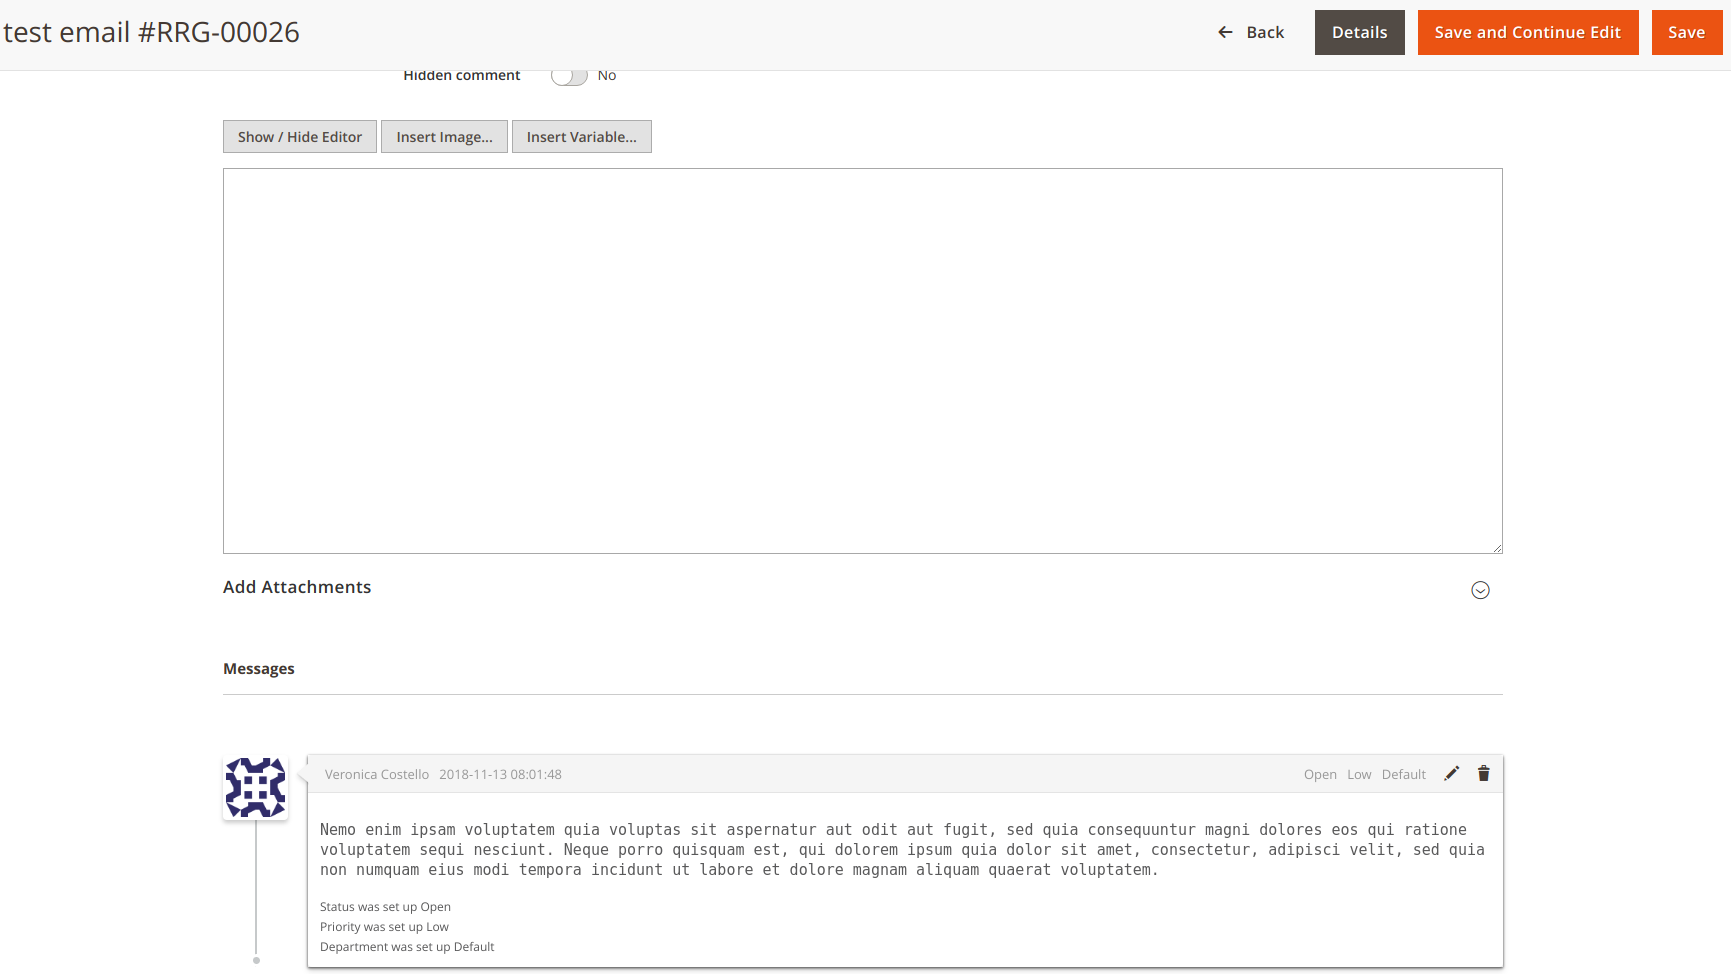 test email #RRG-00026
Back
Details
Save and Continue Edit
Save
Hidden comment
No
Show / Hide Editor
Insert Image...
Insert Variable...
Add Attachments
Messages
Veronica Costello 2018-11-13 08:01:48
Open Low Default
Nemo enim ipsam voluptatem quia voluptas sit aspernatur aut odit aut fugit, sed quia consequuntur magni dolores eos qui ratione
voluptatem sequi nesciunt. Neque porro quisquam est, qui dolorem ipsum quia dolor sit amet, consectetur, adipisci velit, sed quia
non numquam eius modi tempora incidunt ut labore et dolore magnam aliquam quaerat voluptatem.
Status was set up Open
Priority was set up Low
Department was set up Default